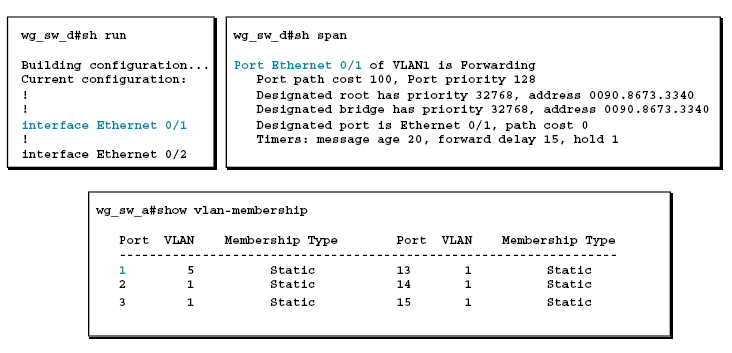 wg_sw_d#sh run
Building configuration...
Current configuration:
!
!
interface Ethernet 0/1
!
interface Ethernet 0/2
wg_sw_d#sh span
Port Ethernet 0/1 of VLAN1 is Forwarding
Port path cost 100, Port priority 128
Designated root has priority 32768, address 0090.8673.3340
Designated bridge has priority 32768, address 0090.8673.3340
Designated port is Ethernet 0/1, path cost 0
Timers: message age 20, forward delay 15, hold 1
wg_sw_a#show vlan-membership
Port VLAN Membership Type Port VLAN Membership Type
------------------------------------------------------------------
1 5 Static 13 1 Static
2 1 Static 14 1 Static
3 1 Static 15 1 Static